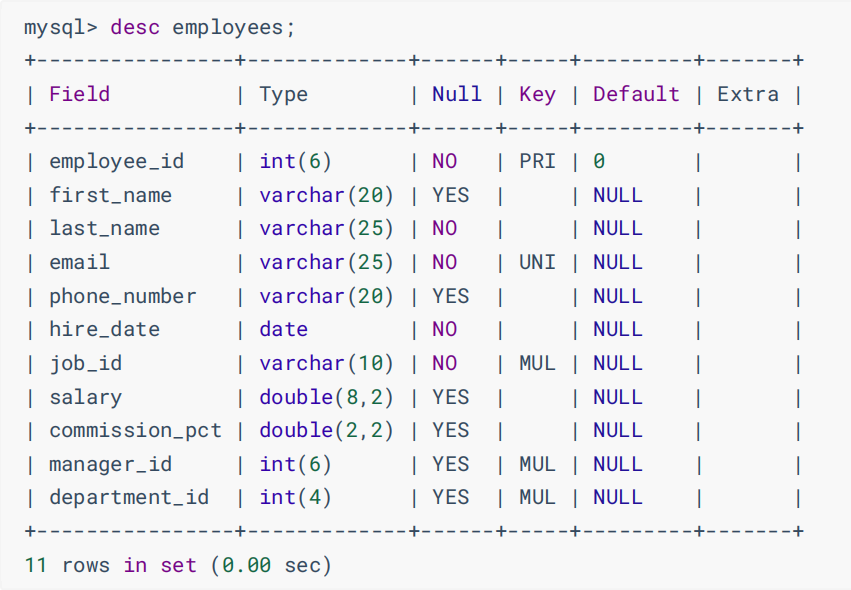 mysql> desc employees;
+----------------+-------------+------+-----+---------+-------+
| Field          | Type        | Null | Key | Default | Extra |
+----------------+-------------+------+-----+---------+-------+
| employee_id    | int(6)      | NO   | PRI | 0       |       |
| first_name     | varchar(20) | YES  |     | NULL    |       |
| last_name      | varchar(25) | NO   |     | NULL    |       |
| email          | varchar(25) | NO   | UNI | NULL    |       |
| phone_number   | varchar(20) | YES  |     | NULL    |       |
| hire_date      | date        | NO   |     | NULL    |       |
| job_id         | varchar(10) | NO   | MUL | NULL    |       |
| salary         | double(8,2) | YES  |     | NULL    |       |
| commission_pct | double(2,2) | YES  |     | NULL    |       |
| manager_id     | int(6)      | YES  | MUL | NULL    |       |
| department_id  | int(4)      | YES  | MUL | NULL    |       |
+----------------+-------------+------+-----+---------+-------+
11 rows in set (0.00 sec)